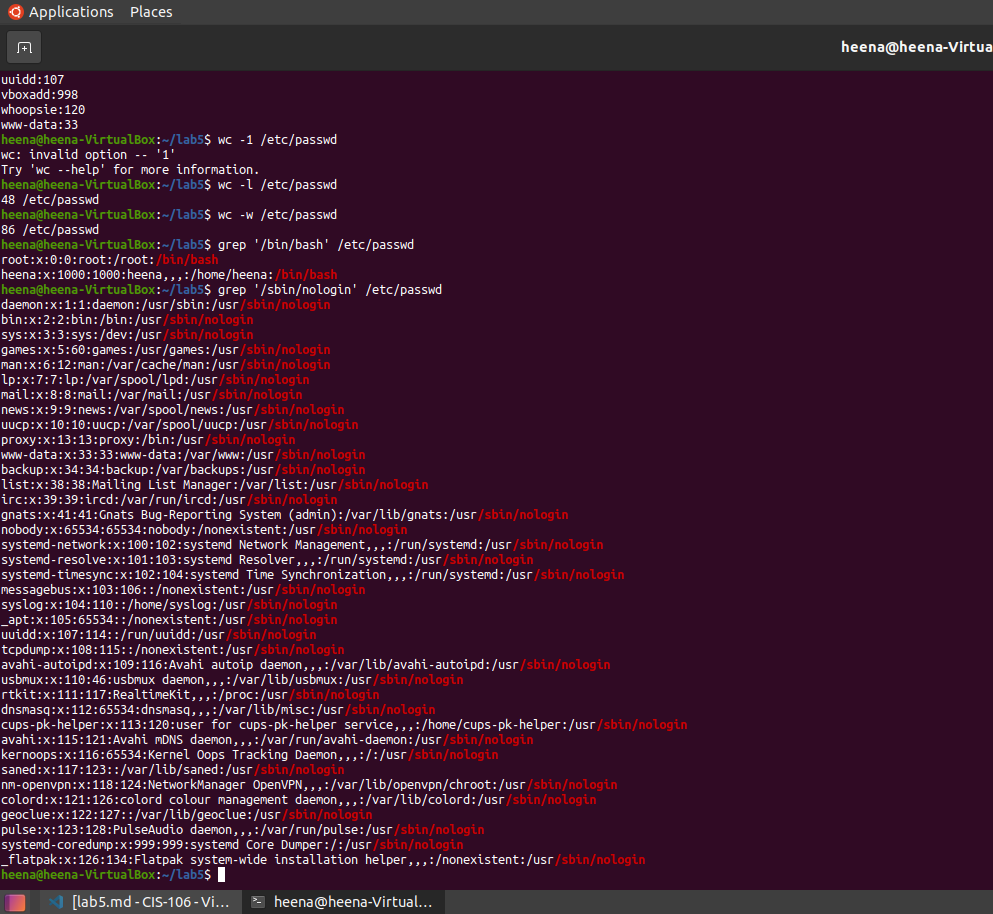 Applications Places
heena@heena-Virtua
uuidd:107
vboxadd:998
whoopsie:120
www-data:33
heena@heena-VirtualBox:~/lab5$ wc -1 /etc/passwd
wc: invalid option -- '1'
Try 'wc --help' for more information.
heena@heena-VirtualBox:~/lab5$ wc -l /etc/passwd
48 /etc/passwd
heena@heena-VirtualBox:~/lab5$ wc -w /etc/passwd
86 /etc/passwd
heena@heena-VirtualBox:~/lab5$ grep '/bin/bash' /etc/passwd
root:x:0:0:root:/root:/bin/bash
heena:x:1000:1000:heena,,,:/home/heena:/bin/bash
heena@heena-VirtualBox:~/lab5$ grep '/sbin/nologin' /etc/passwd
daemon:x:1:1:daemon:/usr/sbin:/usr/sbin/nologin
bin:x:2:2:bin:/bin:/usr/sbin/nologin
sys:x:3:3:sys:/dev:/usr/sbin/nologin
games:x:5:60:games:/usr/games:/usr/sbin/nologin
man:x:6:12:man:/var/cache/man:/usr/sbin/nologin
lp:x:7:7:lp:/var/spool/lpd:/usr/sbin/nologin
mail:x:8:8:mail:/var/mail:/usr/sbin/nologin
news:x:9:9:news:/var/spool/news:/usr/sbin/nologin
uucp:x:10:10:uucp:/var/spool/uucp:/usr/sbin/nologin
proxy:x:13:13:proxy:/bin:/usr/sbin/nologin
www-data:x:33:33:www-data:/var/www:/usr/sbin/nologin
backup:x:34:34:backup:/var/backups:/usr/sbin/nologin
list:x:38:38:Mailing List Manager:/var/list:/usr/sbin/nologin
irc:x:39:39:ircd:/var/run/ircd:/usr/sbin/nologin
gnats:x:41:41:Gnats Bug-Reporting System (admin):/var/lib/gnats:/usr/sbin/nologin
nobody:x:65534:65534:nobody:/nonexistent:/usr/sbin/nologin
systemd-network:x:100:102:systemd Network Management,,,:/run/systemd:/usr/sbin/nologin
systemd-resolve:x:101:103:systemd Resolver,,,:/run/systemd:/usr/sbin/nologin
systemd-timesync:x:102:104:systemd Time Synchronization,,,:/run/systemd:/usr/sbin/nologin
messagebus:x:103:106::/nonexistent:/usr/sbin/nologin
syslog:x:104:110::/home/syslog:/usr/sbin/nologin
_apt:x:105:65534::/nonexistent:/usr/sbin/nologin
uuidd:x:107:114::/run/uuidd:/usr/sbin/nologin
tcpdump:x:108:115::/nonexistent:/usr/sbin/nologin
avahi-autoipd:x:109:116:Avahi autoip daemon,,,:/var/lib/avahi-autoipd:/usr/sbin/nologin
usbmux:x:110:46:usbmux daemon,,,:/var/lib/usbmux:/usr/sbin/nologin
rtkit:x:111:117:RealtimeKit,,,:/proc:/usr/sbin/nologin
dnsmasq:x:112:65534:dnsmasq,,,:/var/lib/misc:/usr/sbin/nologin
cups-pk-helper:x:113:120:user for cups-pk-helper service,,,:/home/cups-pk-helper:/usr/sbin/nologin
avahi:x:115:121:Avahi mDNS daemon,,,:/var/run/avahi-daemon:/usr/sbin/nologin
kernoops:x:116:65534:Kernel Oops Tracking Daemon,,,:/:/usr/sbin/nologin
saned:x:117:123::/var/lib/saned:/usr/sbin/nologin
nm-openvpn:x:118:124:NetworkManager OpenVPN,,,:/var/lib/openvpn/chroot:/usr/sbin/nologin
colord:x:121:126:colord colour management daemon,,,:/var/lib/colord:/usr/sbin/nologin
geoclue:x:122:127::/var/lib/geoclue:/usr/sbin/nologin
pulse:x:123:128:PulseAudio daemon,,,:/var/run/pulse:/usr/sbin/nologin
systemd-coredump:x:999:999:systemd Core Dumper:/:/usr/sbin/nologin
_flatpak:x:126:134:Flatpak system-wide installation helper,,,:/nonexistent:/usr/sbin/nologin
heena@heena-VirtualBox:~/lab5$
[lab5.md - CIS-106 - Vi... heena@heena-Virtual...